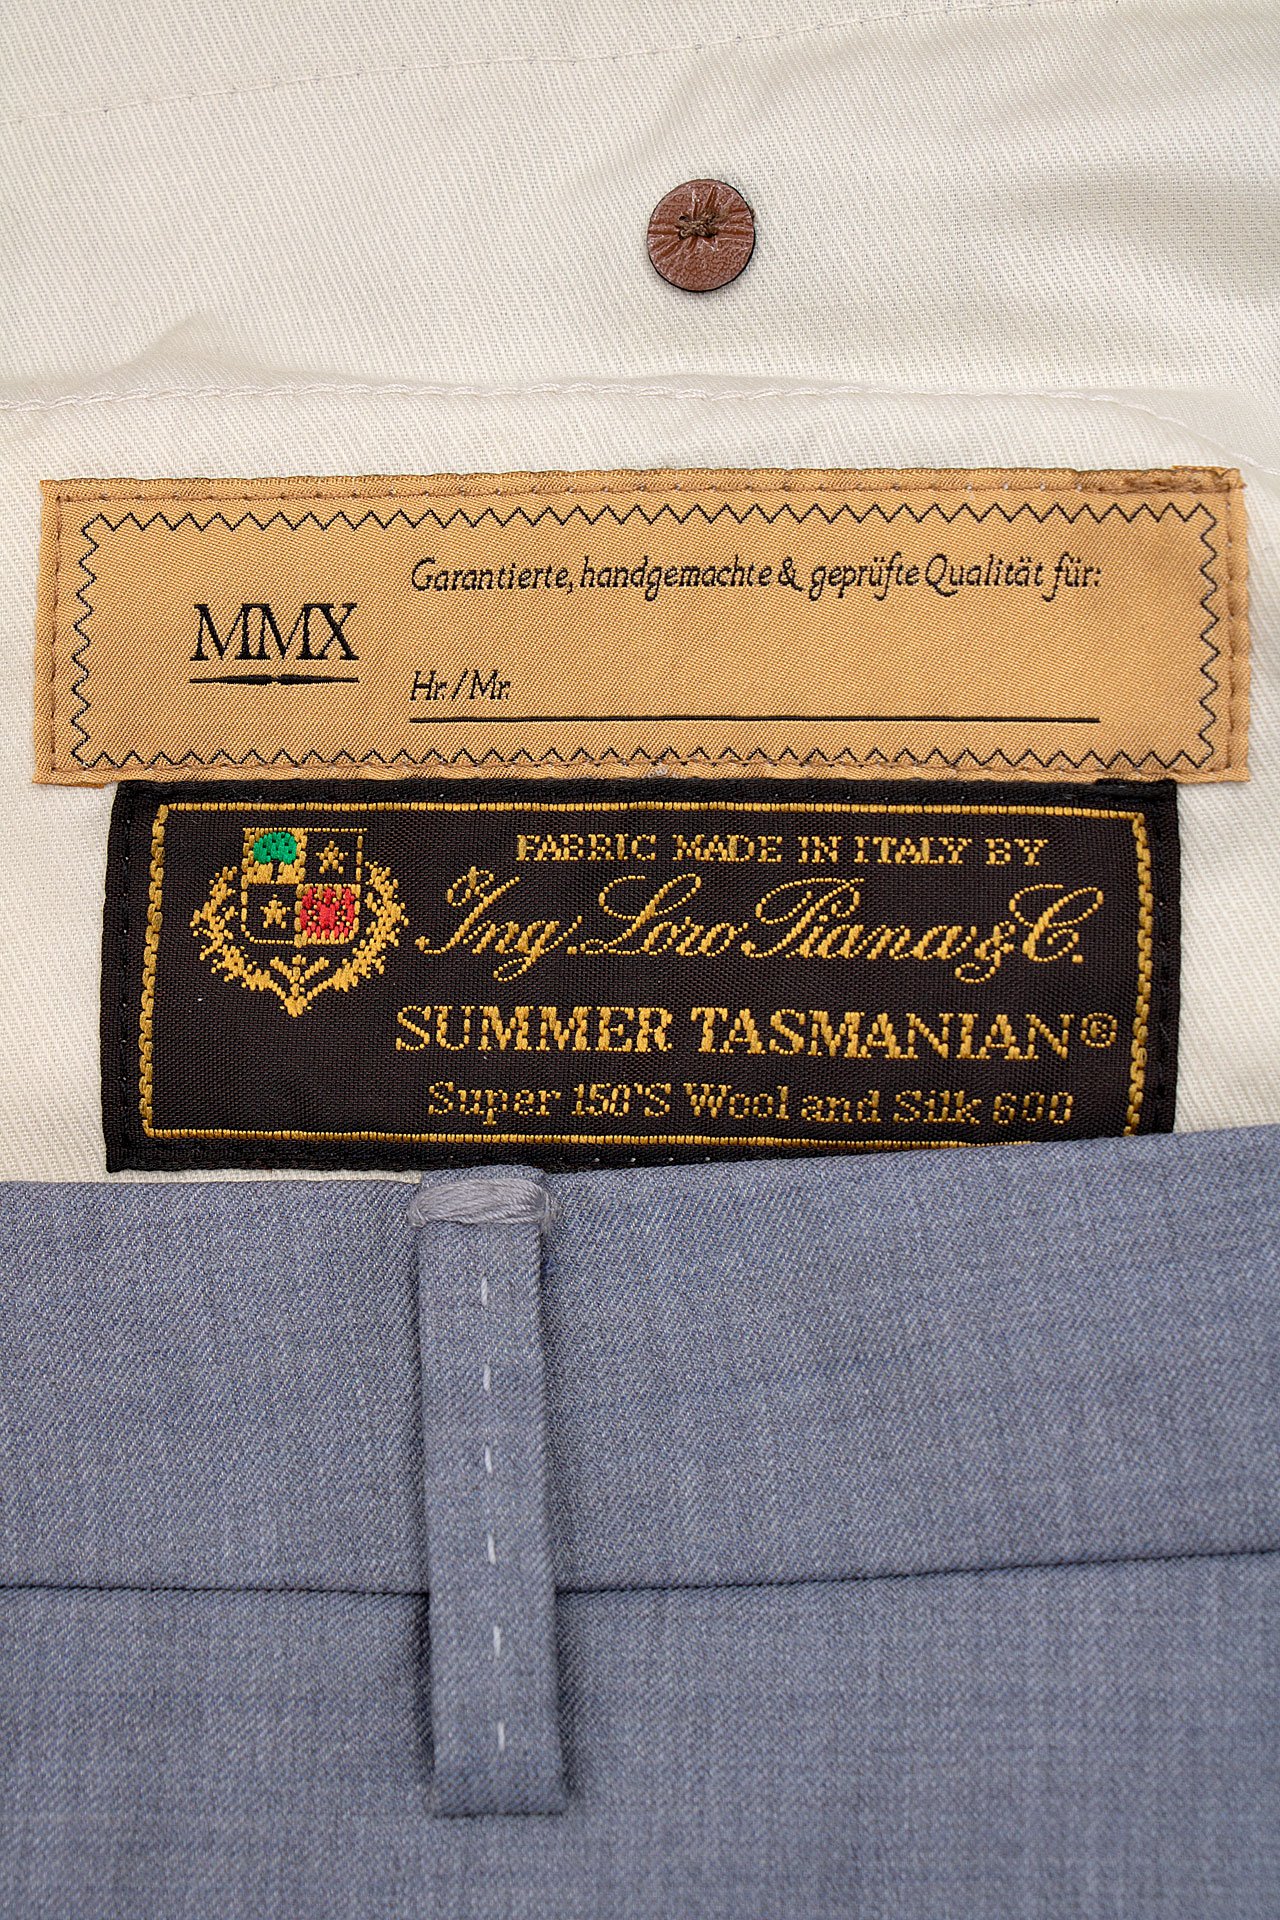 MMX
Garantierte, handgemachte & geprüfte Qualität für:
Hr./Mr.
FABRIC MADE IN ITALY BY
Ing. Loro Piana & C.
SUMMER TASMANIAN®
Super 150'S Wool and Silk 600